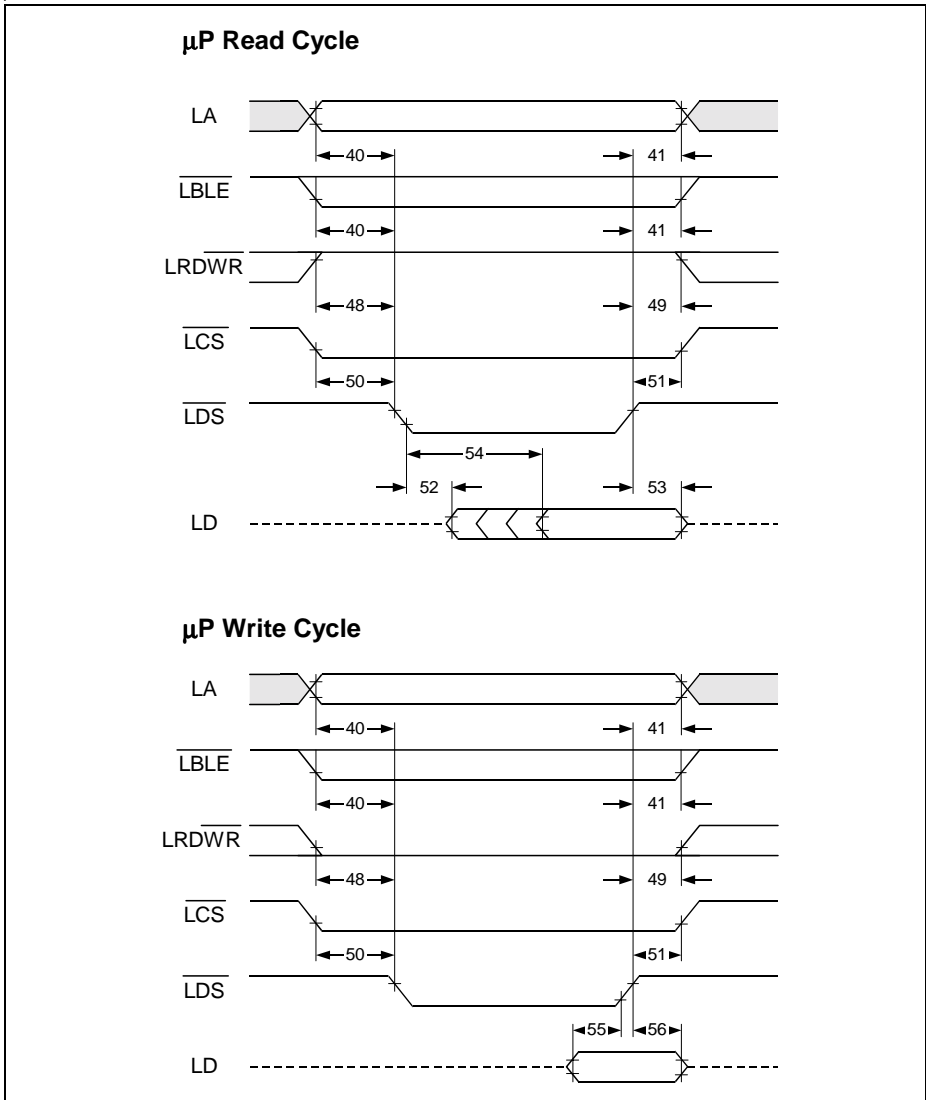 µP Read Cycle
LA
40 41
LBLE
40 41
LRDWR
48 49
LCS
50 51
LDS
54
52 53
LD
µP Write Cycle
LA
40 41
LBLE
40 41
LRDWR
48 49
LCS
50 51
LDS
55 56
LD